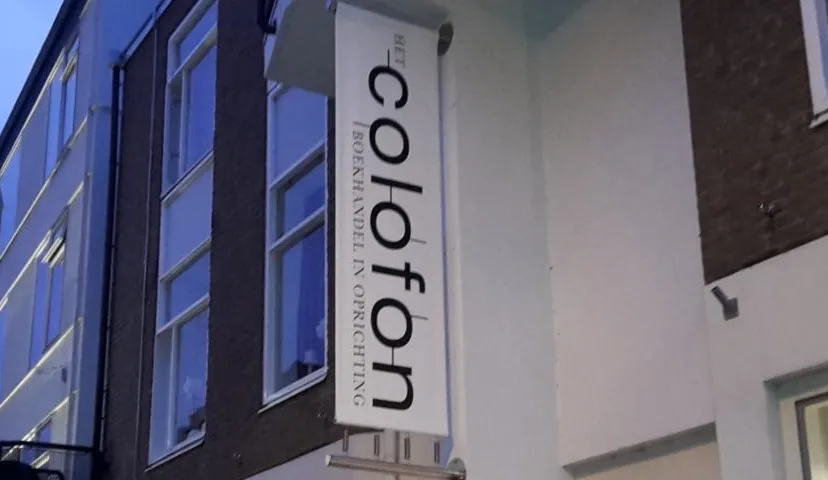 HET
colofon
BOEKHANDEL IN OPRICHTING